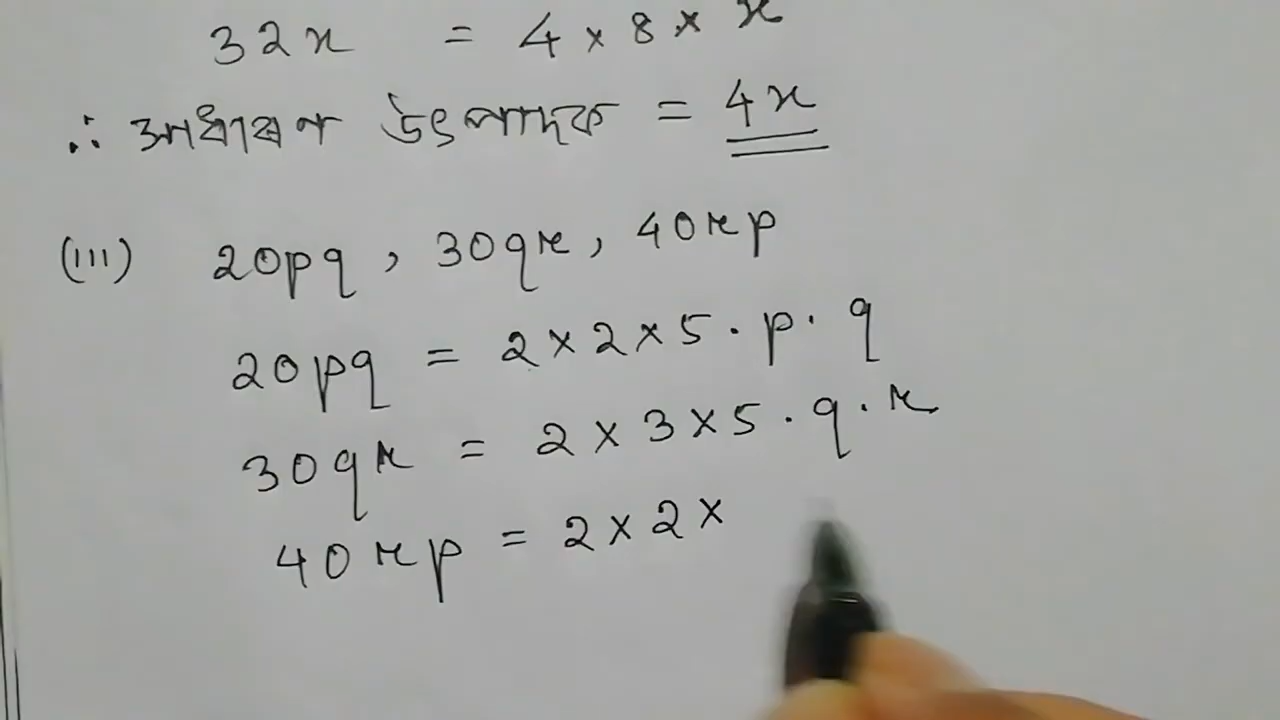 32x = 4 × 8 × x
∴ সাধাৰণ উৎপাদক = 4x
(iii) 20pq, 30qr, 40rp
20pq = 2×2×5·p·q
30qr = 2×3×5·q·r
40rp = 2×2×